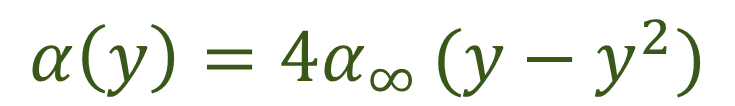 α(y) = 4α∞ (y − y²)